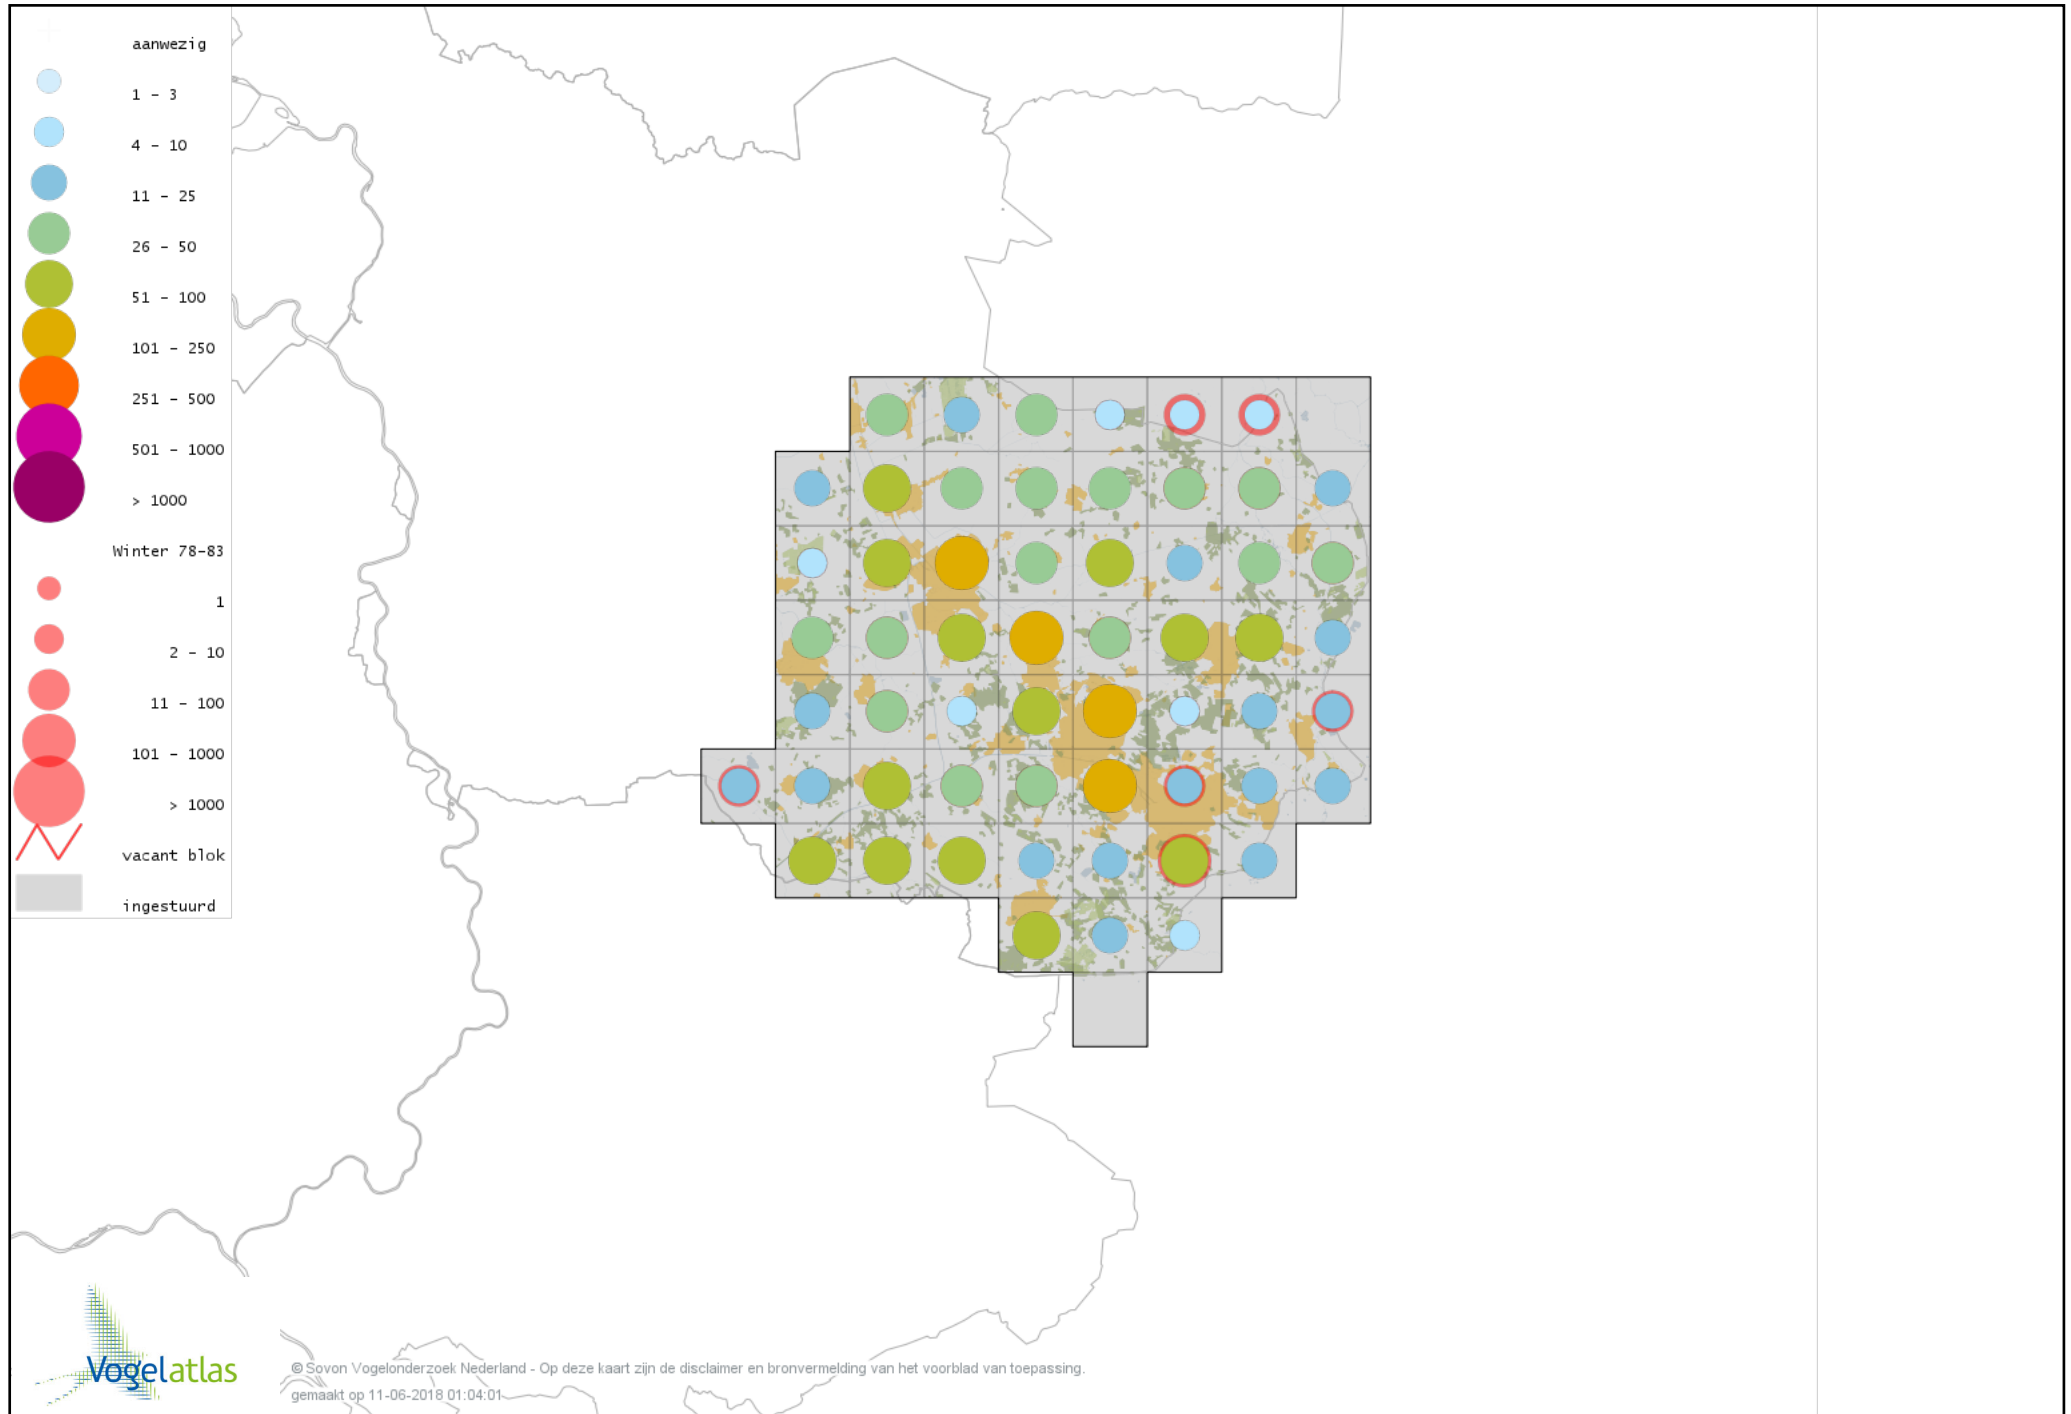 aanwezig
1 - 3
4 - 10
11 - 25
26 - 50
51 - 100
101 - 250
251 - 500
501 - 1000
> 1000
Winter 78-83
1
2 - 10
11 - 100
101 - 1000
> 1000
vacant blok
ingestuurd
Vogelatlas
© Sovon Vogelonderzoek Nederland - Op deze kaart zijn de disclaimer en bronvermelding van het voorblad van toepassing.
gemaakt op 11-06-2018 01:04:01